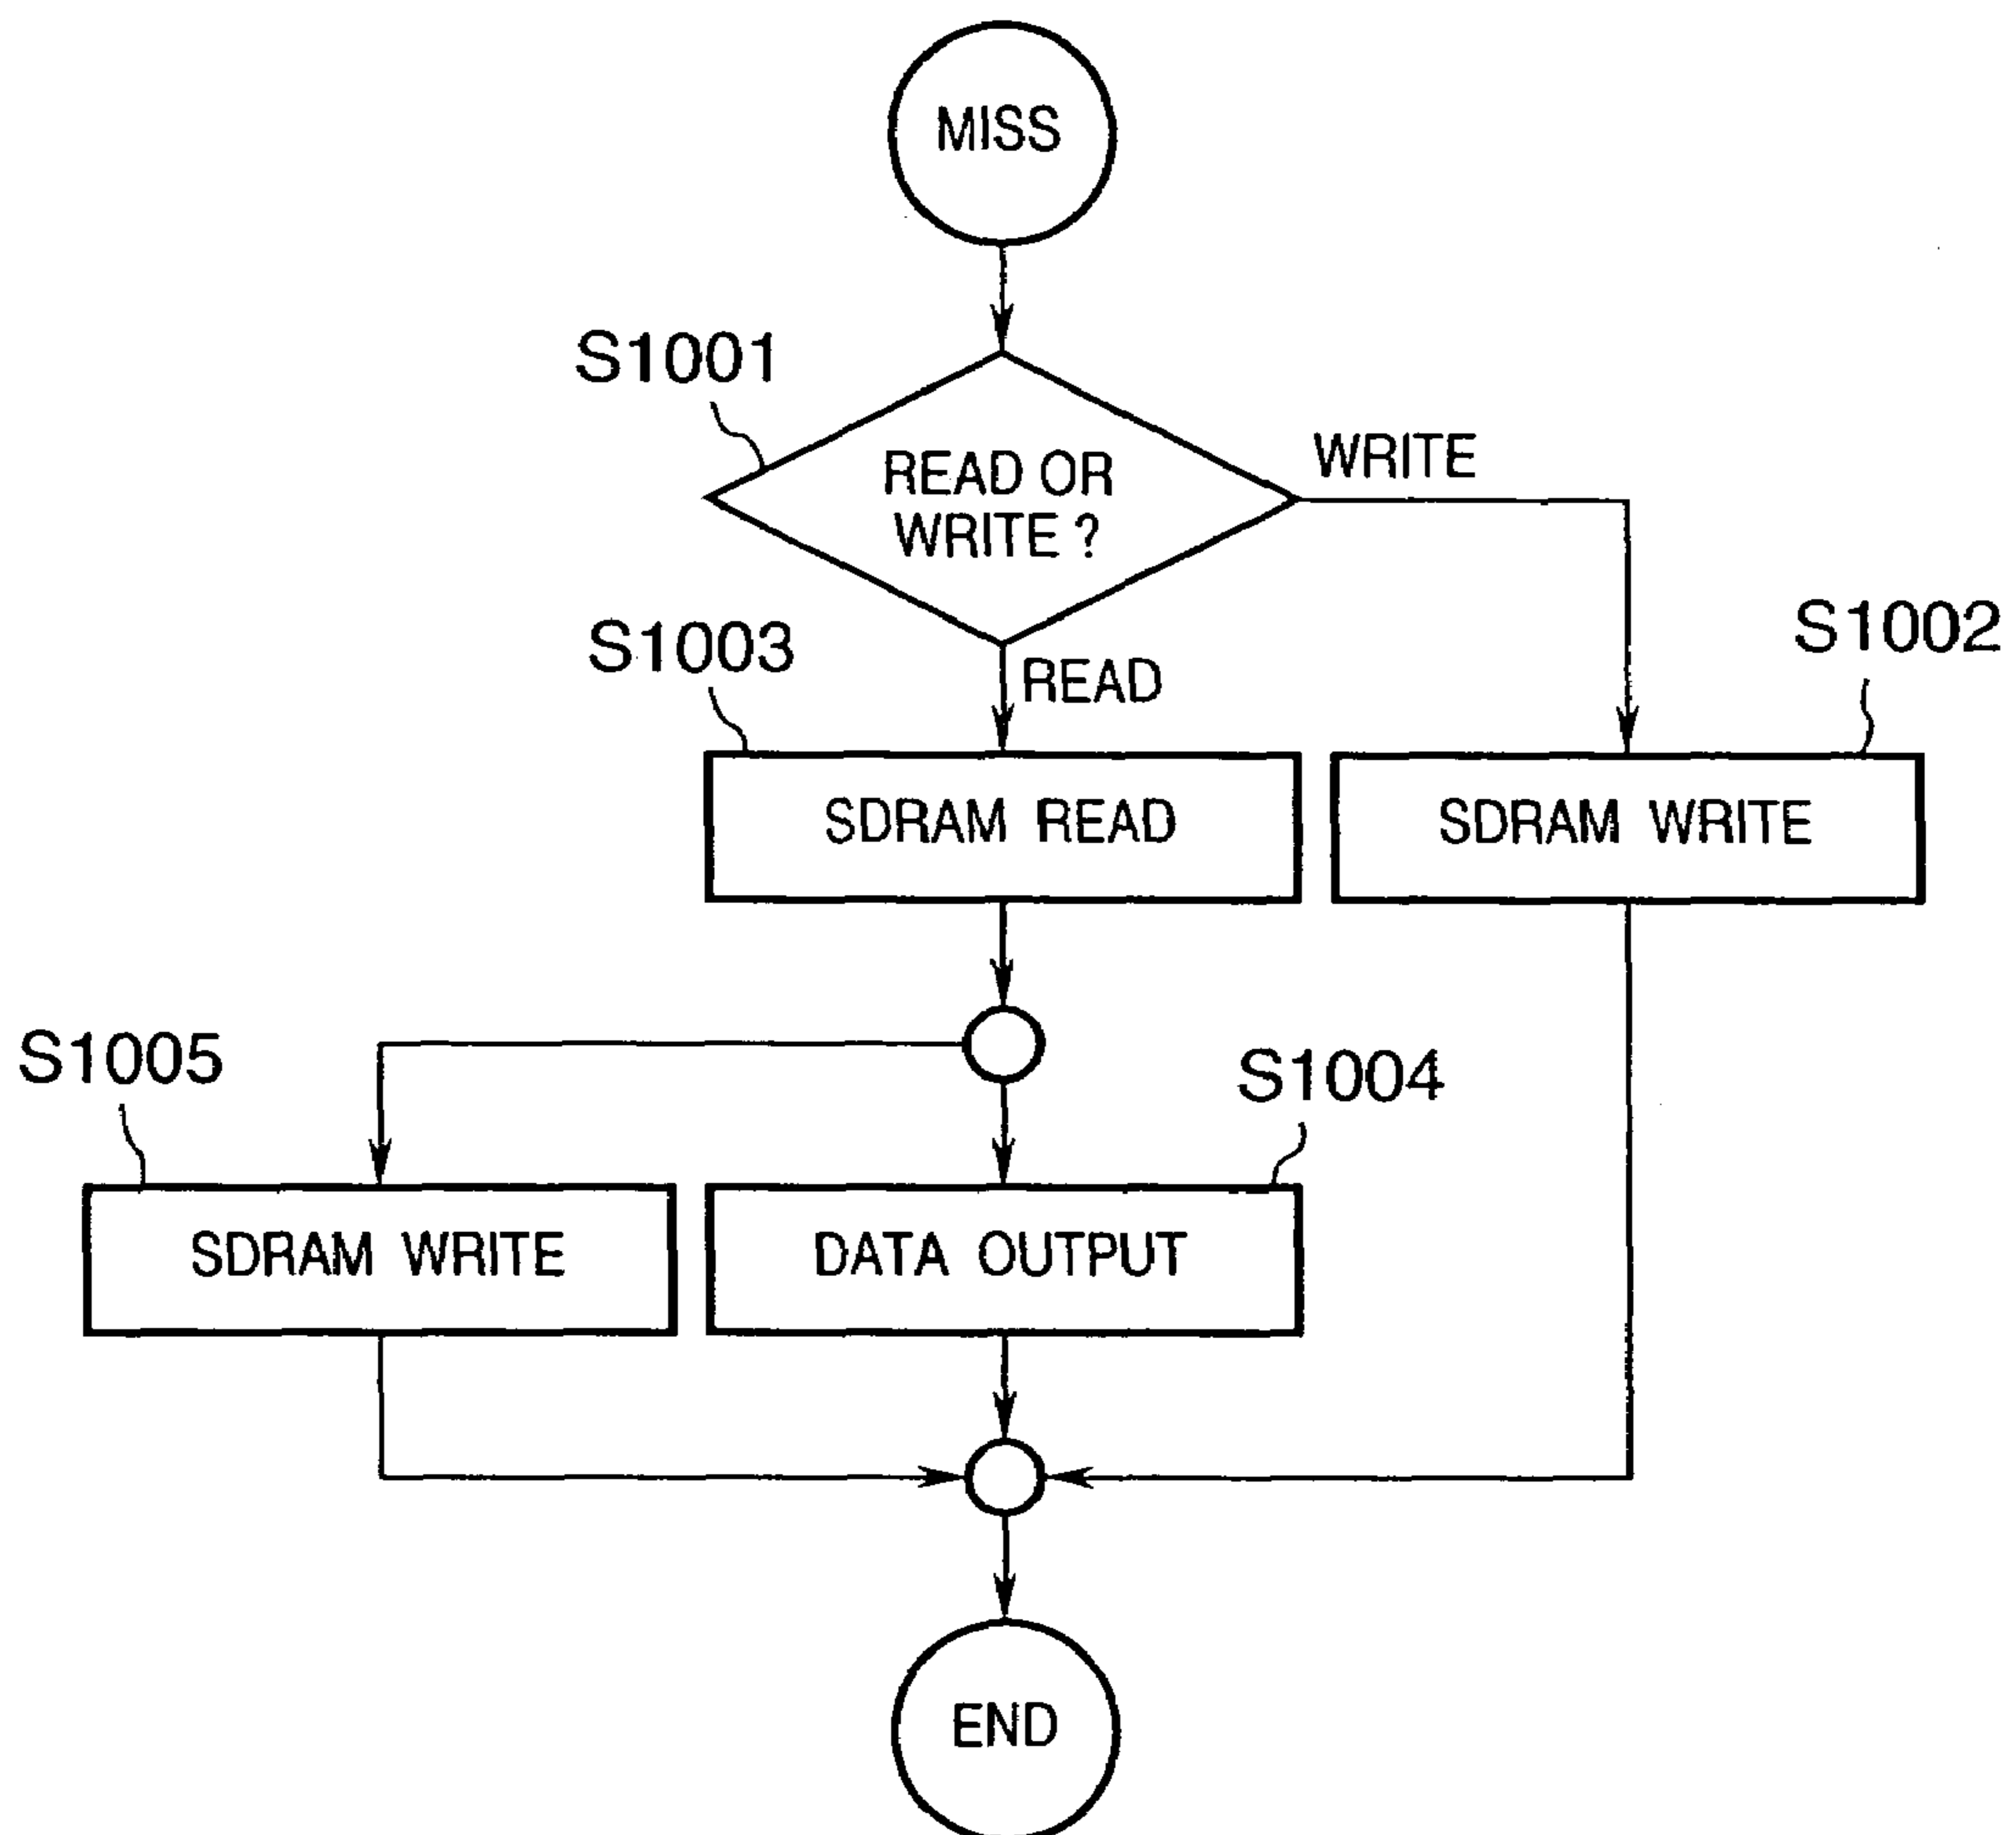 MISS
S1001
READ OR
WRITE ?
WRITE
S1003
READ
S1002
SDRAM READ
SDRAM WRITE
S1005
S1004
SDRAM WRITE
DATA OUTPUT
END